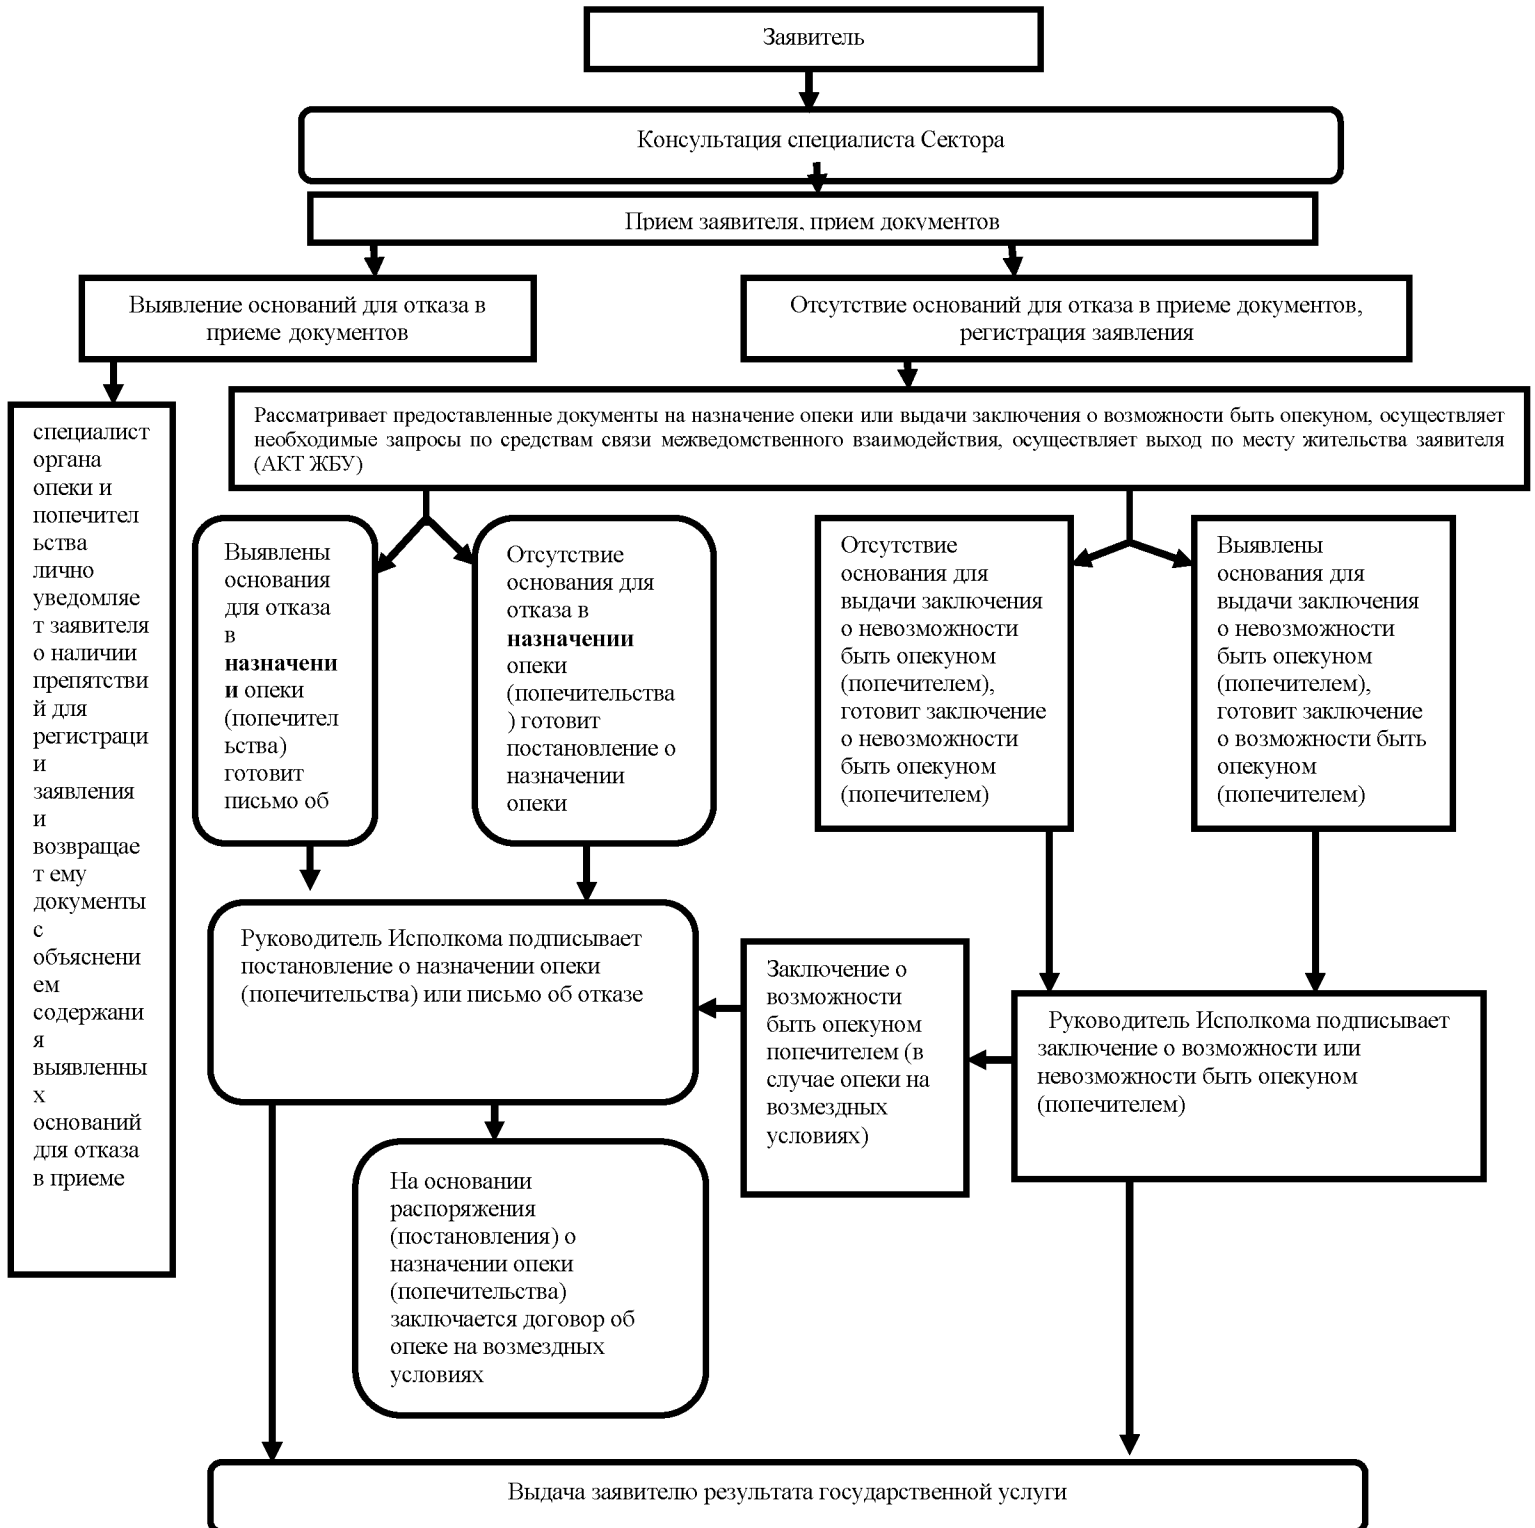 Заявитель
Консультация специалиста Сектора
Прием заявителя, прием документов
Выявление оснований для отказа в
приеме документов
Отсутствие оснований для отказа в приеме документов,
регистрация заявления
специалист
органа
опеки и
попечител
ьства
лично
уведомляе
т заявителя
о наличии
препятстви
й для
регистраци
и
заявления
и
возвращае
т ему
документы
с
объяснени
ем
содержани
я
выявленны
х
оснований
для отказа
в приеме
Рассматривает предоставленные документы на назначение опеки или выдачи заключения о возможности быть опекуном, осуществляет
необходимые запросы по средствам связи межведомственного взаимодействия, осуществляет выход по месту жительства заявителя
(АКТ ЖБУ)
Выявлены
основания
для отказа
в
назначени
и опеки
(попечител
ьства)
готовит
письмо об
Отсутствие
основания для
отказа в
назначении
опеки
(попечительства
) готовит
постановление о
назначении
опеки
Отсутствие
основания для
выдачи заключения
о невозможности
быть опекуном
(попечителем),
готовит заключение
о невозможности
быть опекуном
(попечителем)
Выявлены
основания для
выдачи заключения
о невозможности
быть опекуном
(попечителем),
готовит заключение
о возможности быть
опекуном
(попечителем)
Руководитель Исполкома подписывает
постановление о назначении опеки
(попечительства) или письмо об отказе
Заключение о
возможности
быть опекуном
попечителем (в
случае опеки на
возмездных
условиях)
Руководитель Исполкома подписывает
заключение о возможности или
невозможности быть опекуном
(попечителем)
На основании
распоряжения
(постановления) о
назначении опеки
(попечительства)
заключается договор об
опеке на возмездных
условиях
Выдача заявителю результата государственной услуги